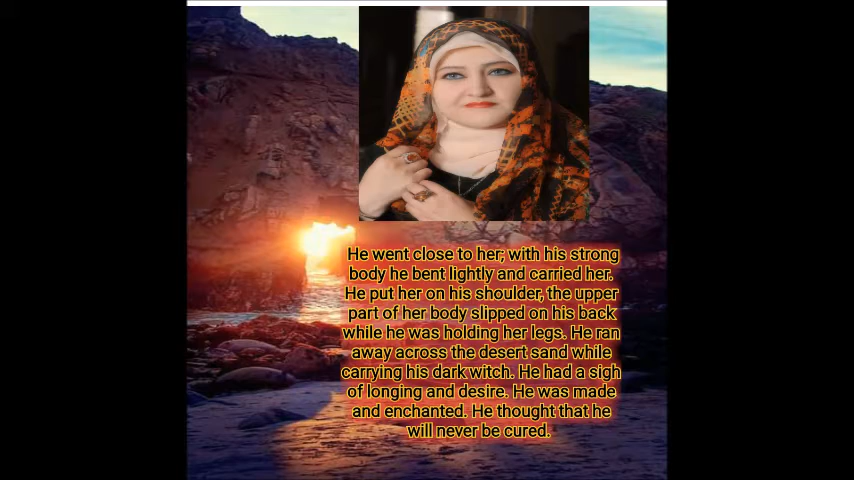 He went close to her; with his strong
body he bent lightly and carried her.
He put her on his shoulder, the upper
part of her body slipped on his back
while he was holding her legs. He ran
away across the desert sand while
carrying his dark witch. He had a sigh
of longing and desire. He was made
and enchanted. He thought that he
will never be cured.